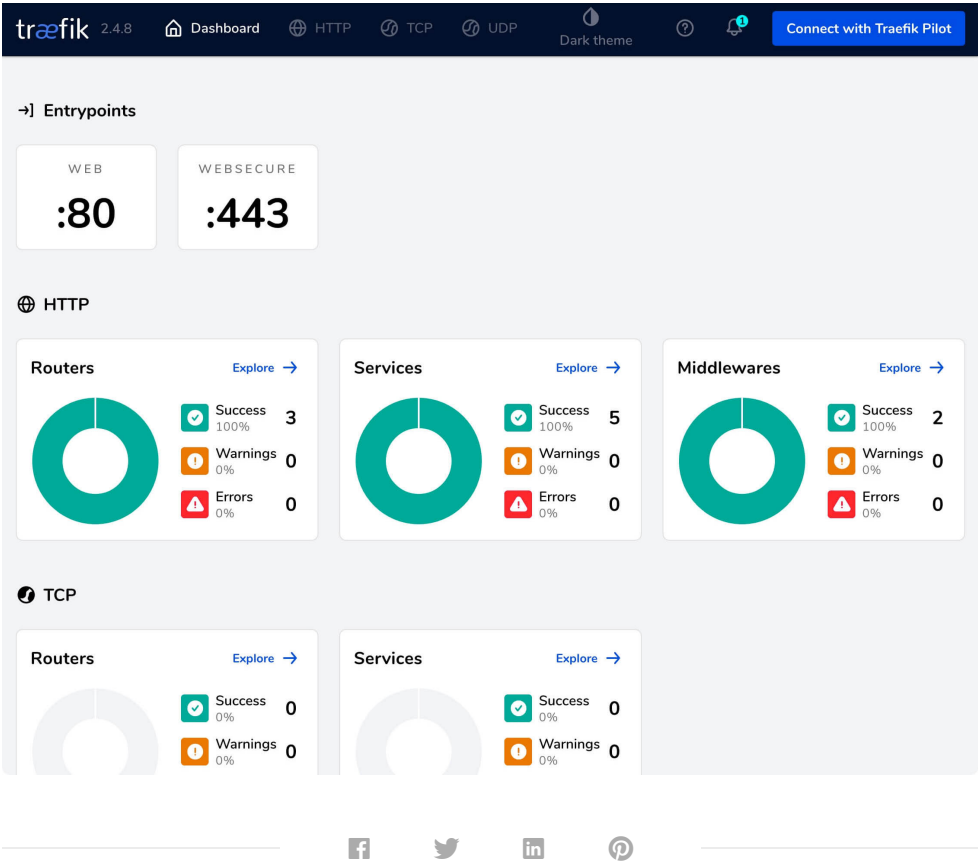 træfik 2.4.8 Dashboard HTTP TCP UDP Dark theme 1 Connect with Traefik Pilot
Entrypoints
WEB WEBSECURE
:80 :443
HTTP
Routers Explore Services Explore Middlewares Explore
Success 3 Success 5 Success 2
100% 100% 100%
Warnings 0 Warnings 0 Warnings 0
0% 0% 0%
Errors 0 Errors 0 Errors 0
0% 0% 0%
TCP
Routers Explore Services Explore
Success 0 Success 0
0% 0%
Warnings 0 Warnings 0
0% 0%